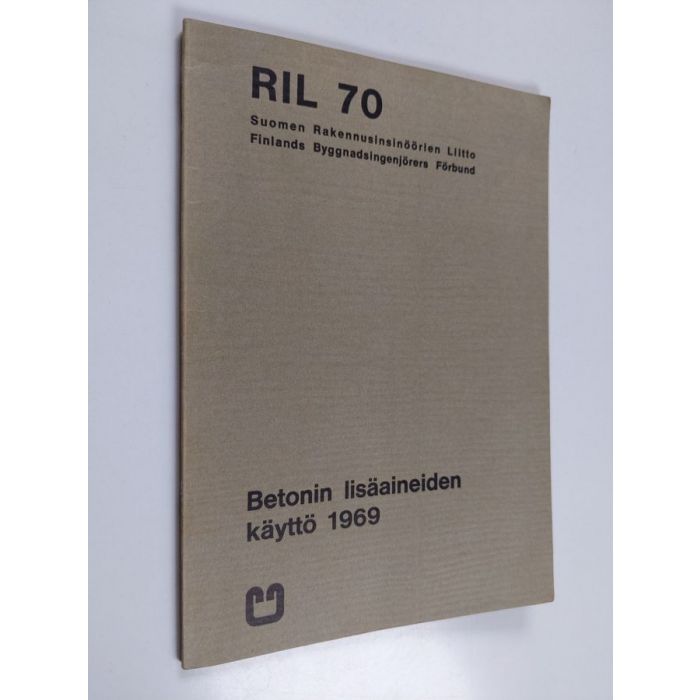 RIL 70
Suomen Rakennusinsinöörien Liitto
Finlands Byggnadsingenjörers Förbund
Betonin lisäaineiden
käyttö 1969